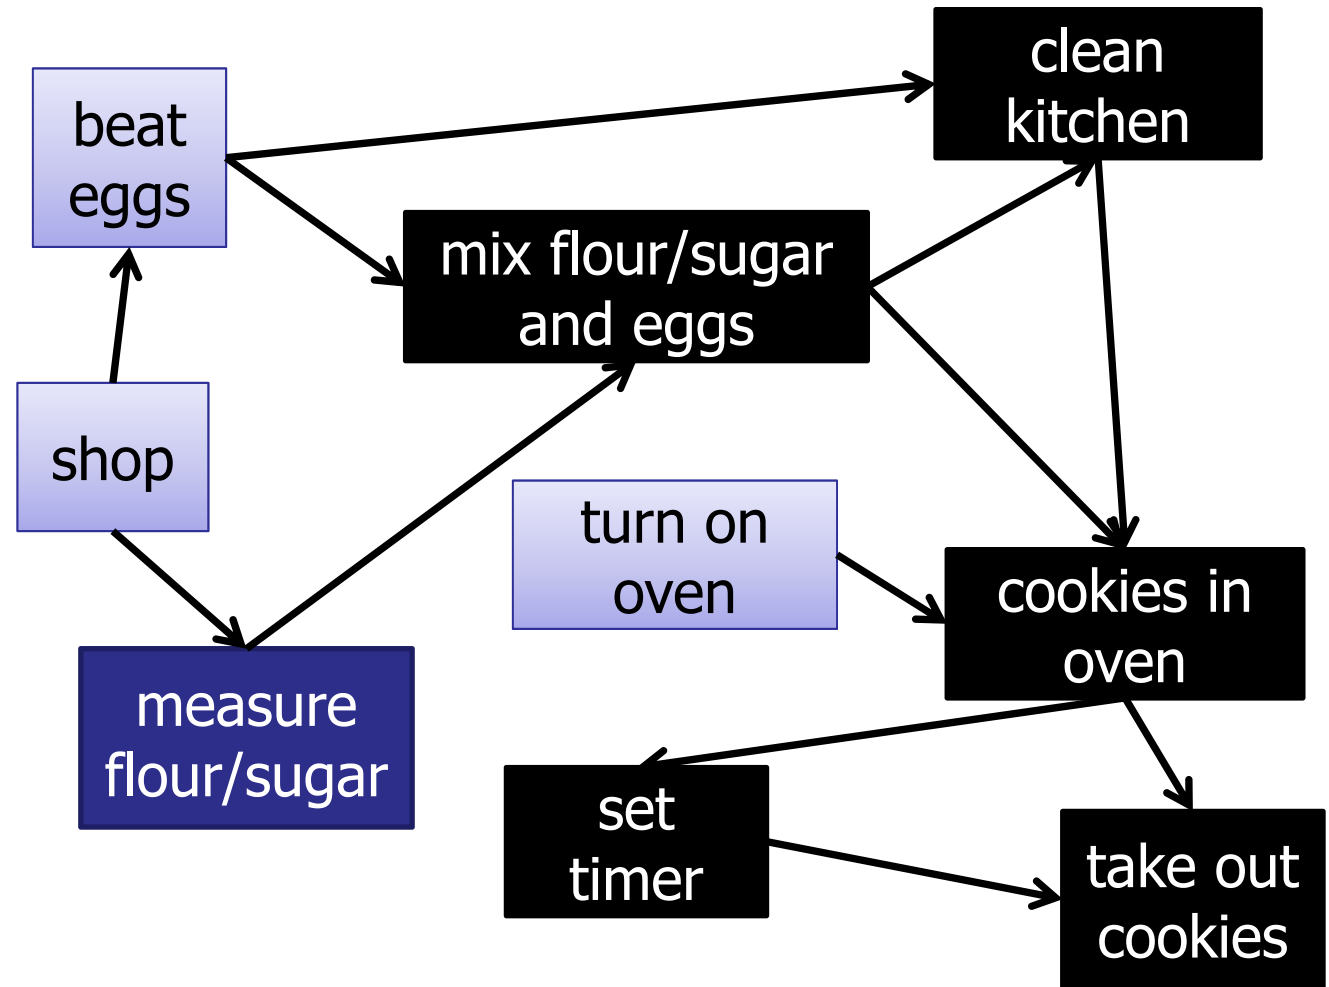 clean
kitchen
beat
eggs
mix flour/sugar
and eggs
shop
turn on
oven
cookies in
oven
measure
flour/sugar
set
timer
take out
cookies